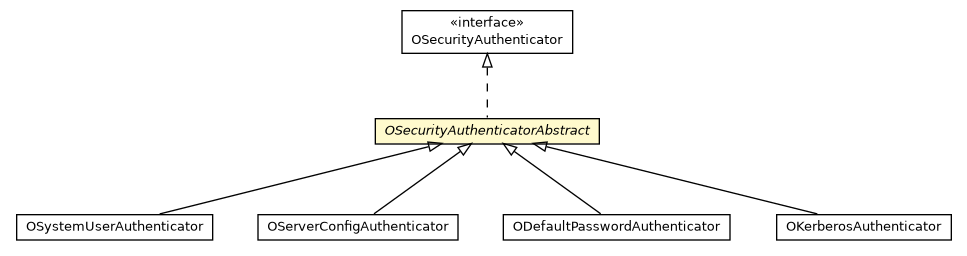 «interface»
OSecurityAuthenticator
OSecurityAuthenticatorAbstract
OSystemUserAuthenticator
OServerConfigAuthenticator
ODefaultPasswordAuthenticator
OKerberosAuthenticator